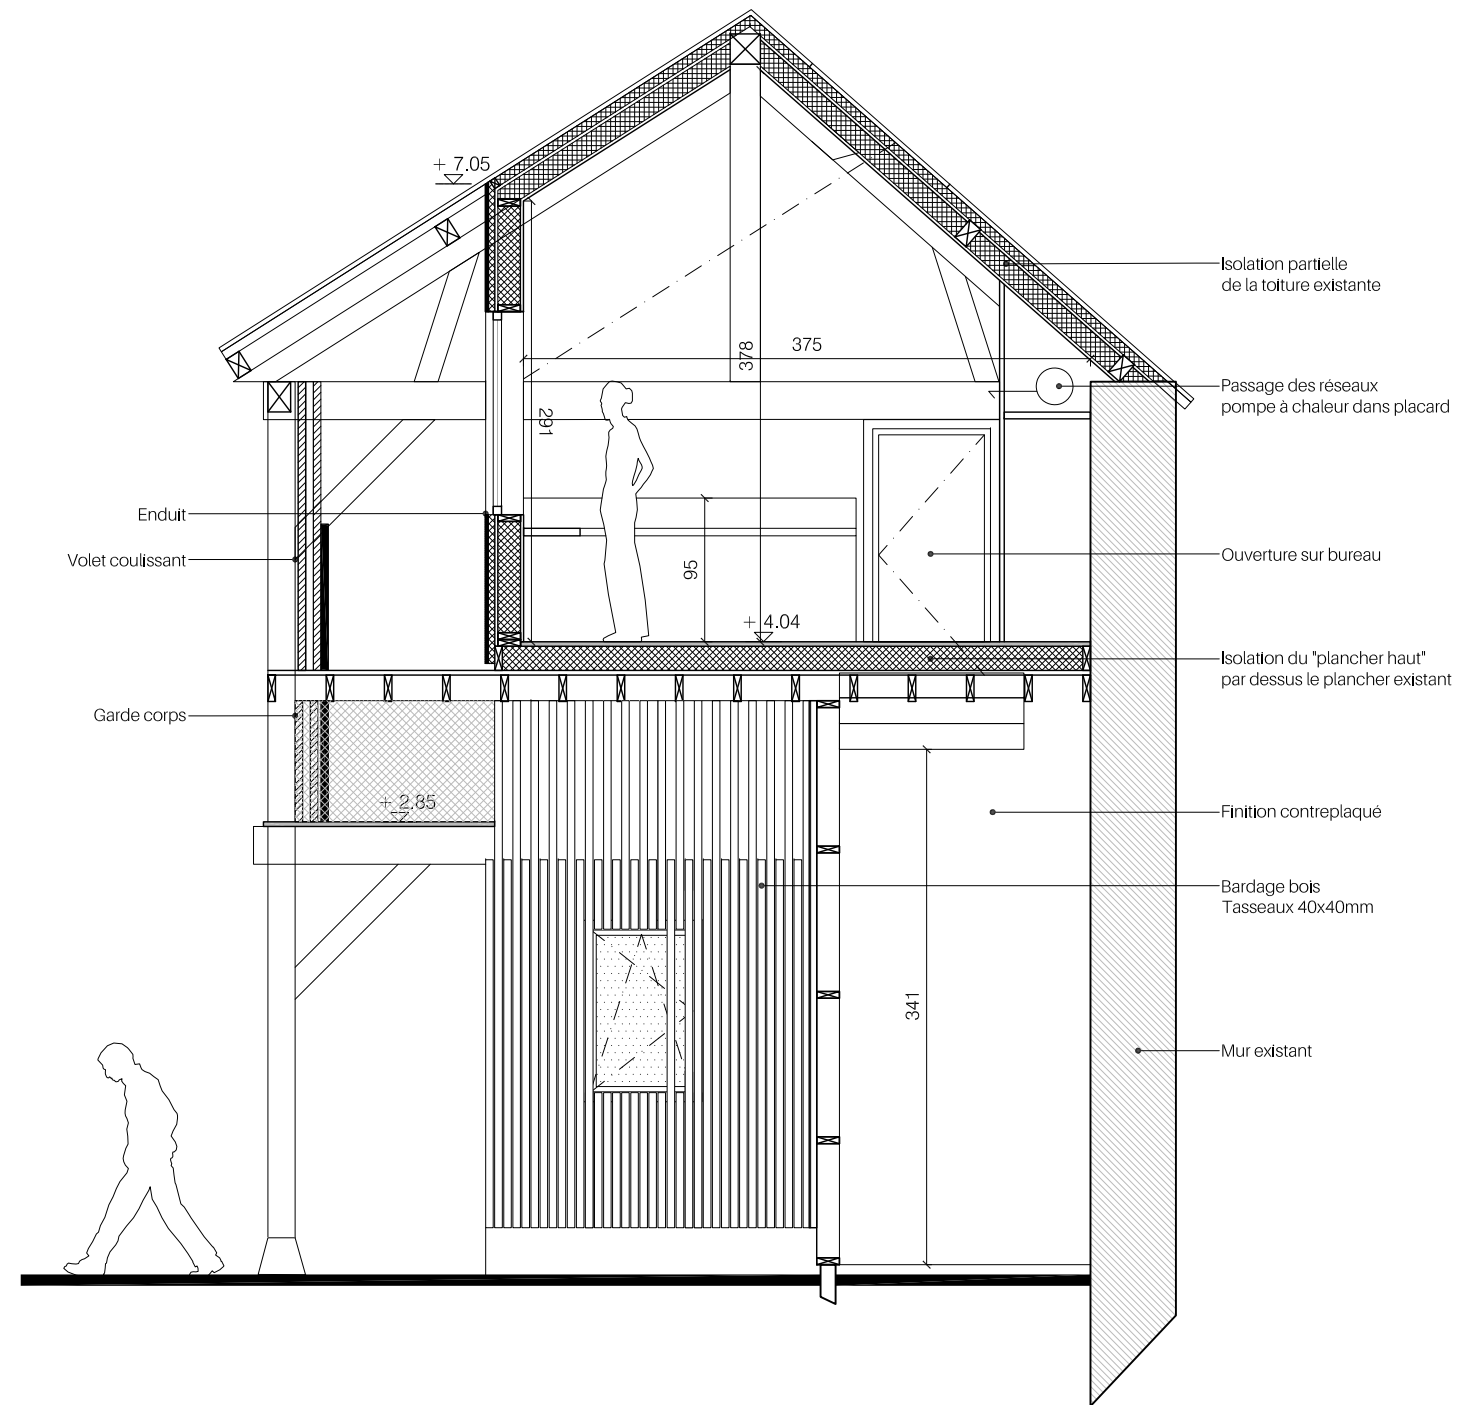 + 7.05
Isolation partielle
de la toiture existante
375
378
Passage des réseaux
pompe à chaleur dans placard
291
Enduit
Volet coulissant
Ouverture sur bureau
95
+ 4.04
Isolation du "plancher haut"
par dessus le plancher existant
Garde corps
+ 2.85
Finition contreplaqué
Bardage bois
Tasseaux 40x40mm
341
Mur existant